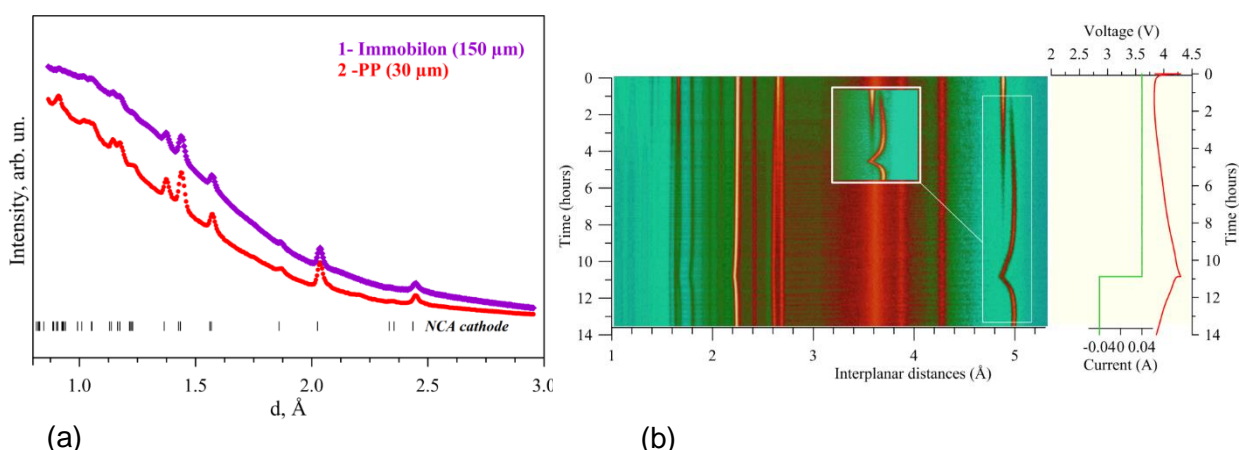 1- Immobilon (150 µm)
2 -PP (30 µm)
Intensity, arb. un.
NCA cathode
1.0 1.5 2.0 2.5 3.0
d, Å
(a)
Voltage (V)
2 2.5 3 3.5 4 4.5
0
2
4
6
8
10
12
14
Time (hours)
1 2 3 4 5
Interplanar distances (Å)
0
2
4
6
8
10
12
14
Time (hours)
-0.04 0 0.04
Current (A)
(b)